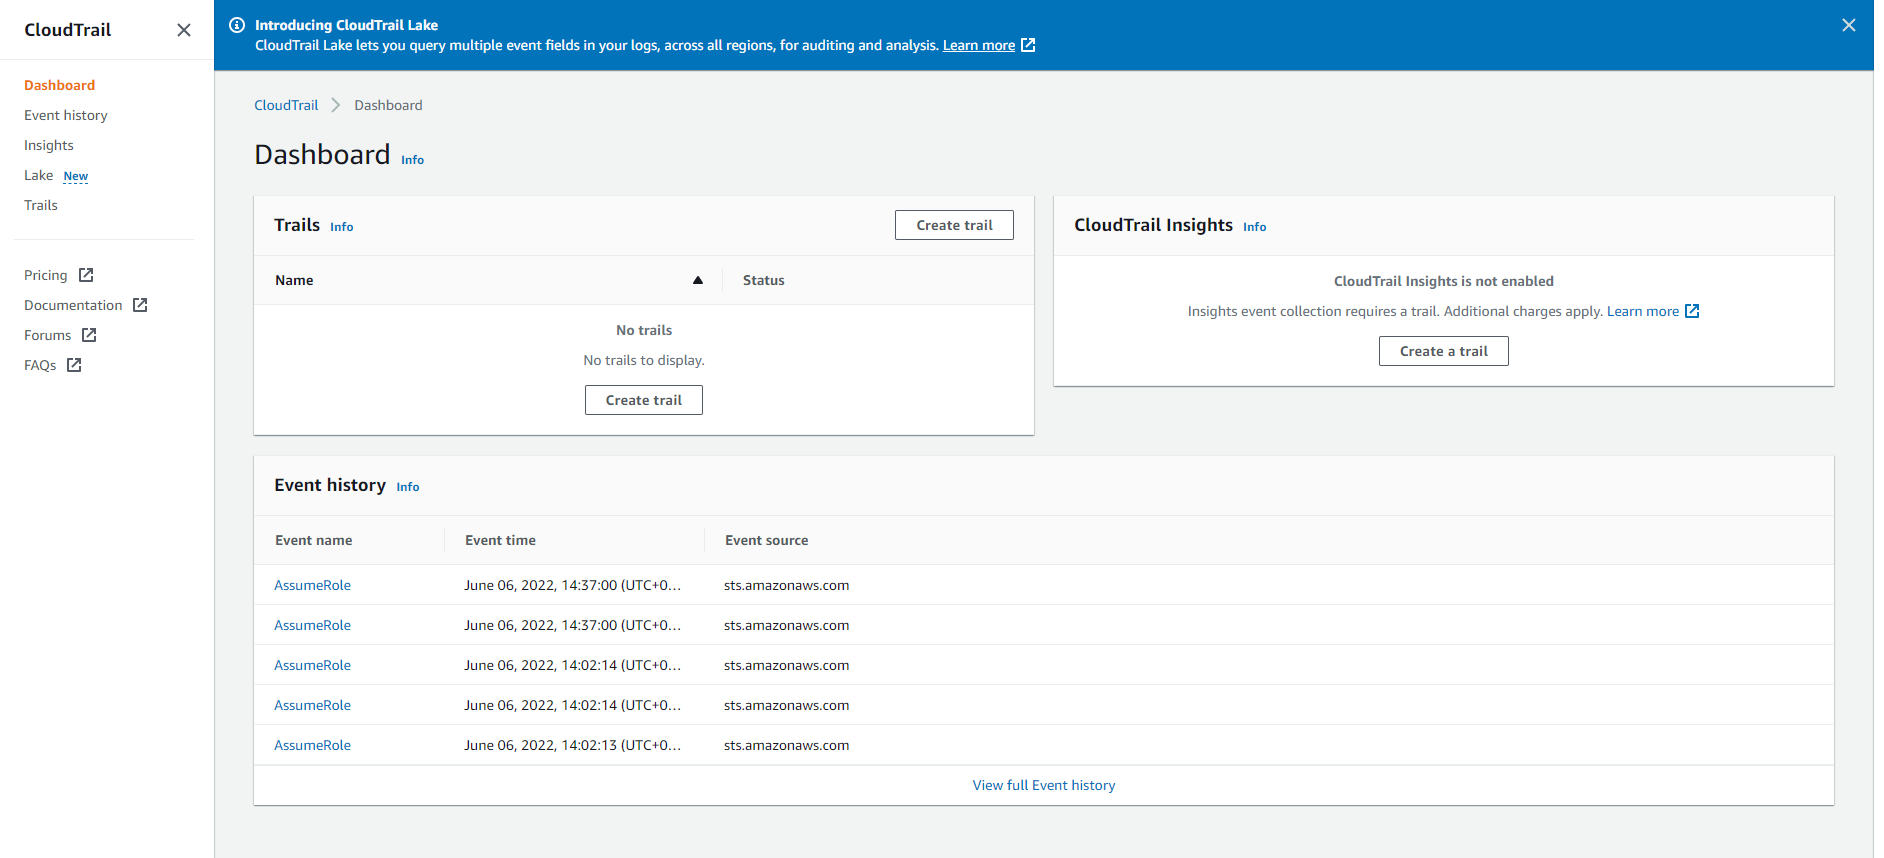 CloudTrail
Dashboard
Event history
Insights
Lake New
Trails
Pricing
Documentation
Forums
FAQs
Introducing CloudTrail Lake
CloudTrail Lake lets you query multiple event fields in your logs, across all regions, for auditing and analysis. Learn more
CloudTrail Dashboard
Dashboard Info
Trails Info Create trail
Name Status
No trails
No trails to display.
Create trail
CloudTrail Insights Info
CloudTrail Insights is not enabled
Insights event collection requires a trail. Additional charges apply. Learn more
Create a trail
Event history Info
Event name Event time Event source
AssumeRole June 06, 2022, 14:37:00 (UTC+0... sts.amazonaws.com
AssumeRole June 06, 2022, 14:37:00 (UTC+0... sts.amazonaws.com
AssumeRole June 06, 2022, 14:02:14 (UTC+0... sts.amazonaws.com
AssumeRole June 06, 2022, 14:02:14 (UTC+0... sts.amazonaws.com
AssumeRole June 06, 2022, 14:02:13 (UTC+0... sts.amazonaws.com
View full Event history